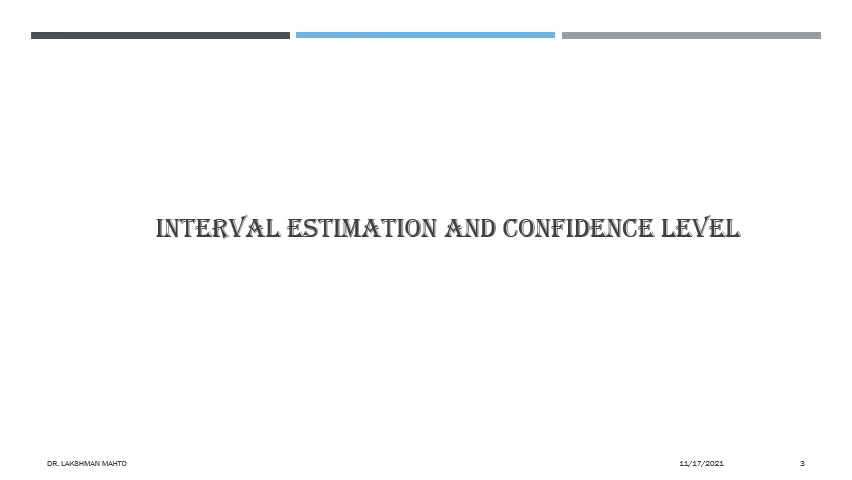 INTERVAL ESTIMATION AND CONFIDENCE LEVEL
DR. LAKSHMAN MAHTO 11/17/2021 3